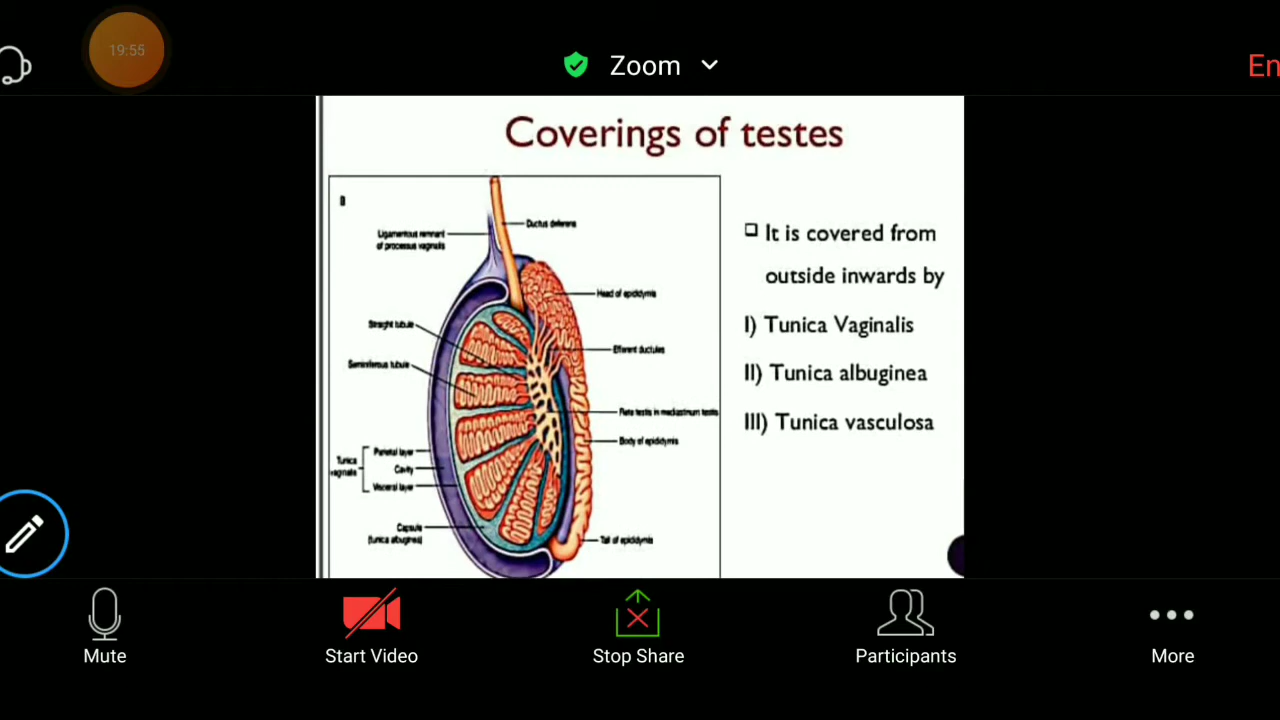 19:55
Zoom
En
Coverings of testes
B
Ductus deferens
Ligamentous remnant
of processus vaginalis
Head of epididymis
Straight tubule
Efferent ductules
Seminiferous tubule
Rete testis in mediastinum testis
Body of epididymis
Tunica
vaginalis
Parietal layer
Cavity
Visceral layer
Capsule
(tunica albuginea)
Tail of epididymis
❑ It is covered from
outside inwards by
I) Tunica Vaginalis
II) Tunica albuginea
III) Tunica vasculosa
Mute
Start Video
Stop Share
Participants
More